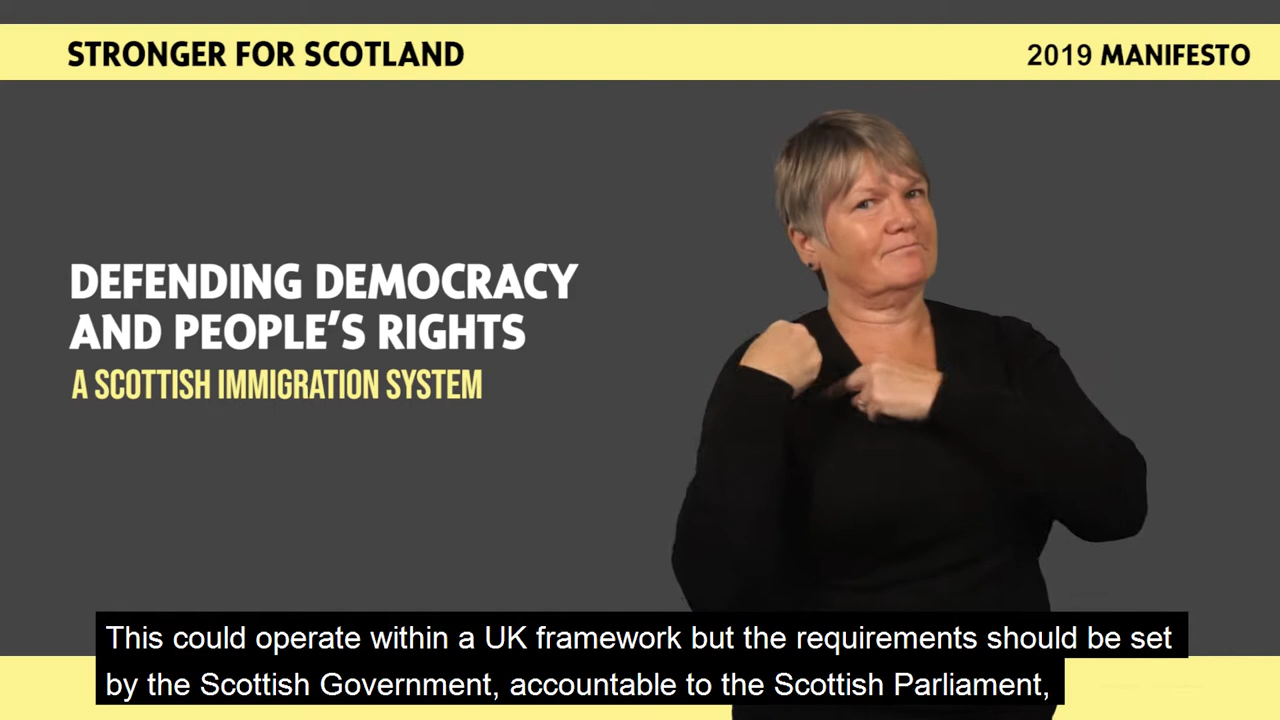 STRONGER FOR SCOTLAND
2019 MANIFESTO
DEFENDING DEMOCRACY
AND PEOPLE'S RIGHTS
A SCOTTISH IMMIGRATION SYSTEM
This could operate within a UK framework but the requirements should be set
by the Scottish Government, accountable to the Scottish Parliament,